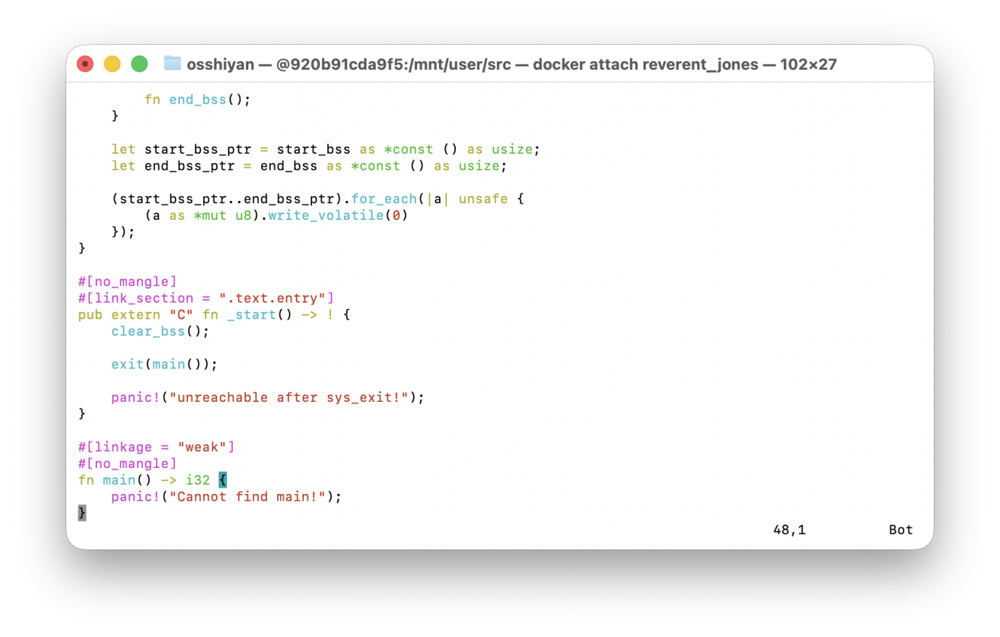 osshiyan — @920b91cda9f5:/mnt/user/src — docker attach reverent_jones — 102×27
        fn end_bss();
    }

    let start_bss_ptr = start_bss as *const () as usize;
    let end_bss_ptr = end_bss as *const () as usize;

    (start_bss_ptr..end_bss_ptr).for_each(|a| unsafe {
        (a as *mut u8).write_volatile(0)
    });
}

#[no_mangle]
#[link_section = ".text.entry"]
pub extern "C" fn _start() -> ! {
    clear_bss();

    exit(main());

    panic!("unreachable after sys_exit!");
}

#[linkage = "weak"]
#[no_mangle]
fn main() -> i32 {
    panic!("Cannot find main!");
}
48,1 Bot